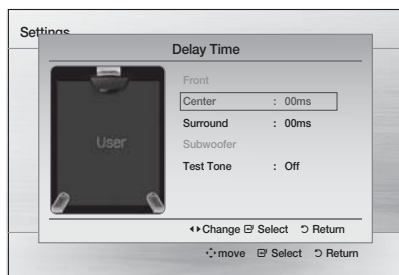 Settings
Delay Time
User
Front
Center : 00ms
Surround : 00ms
Subwoofer
Test Tone : Off
Change Select Return
move Select Return